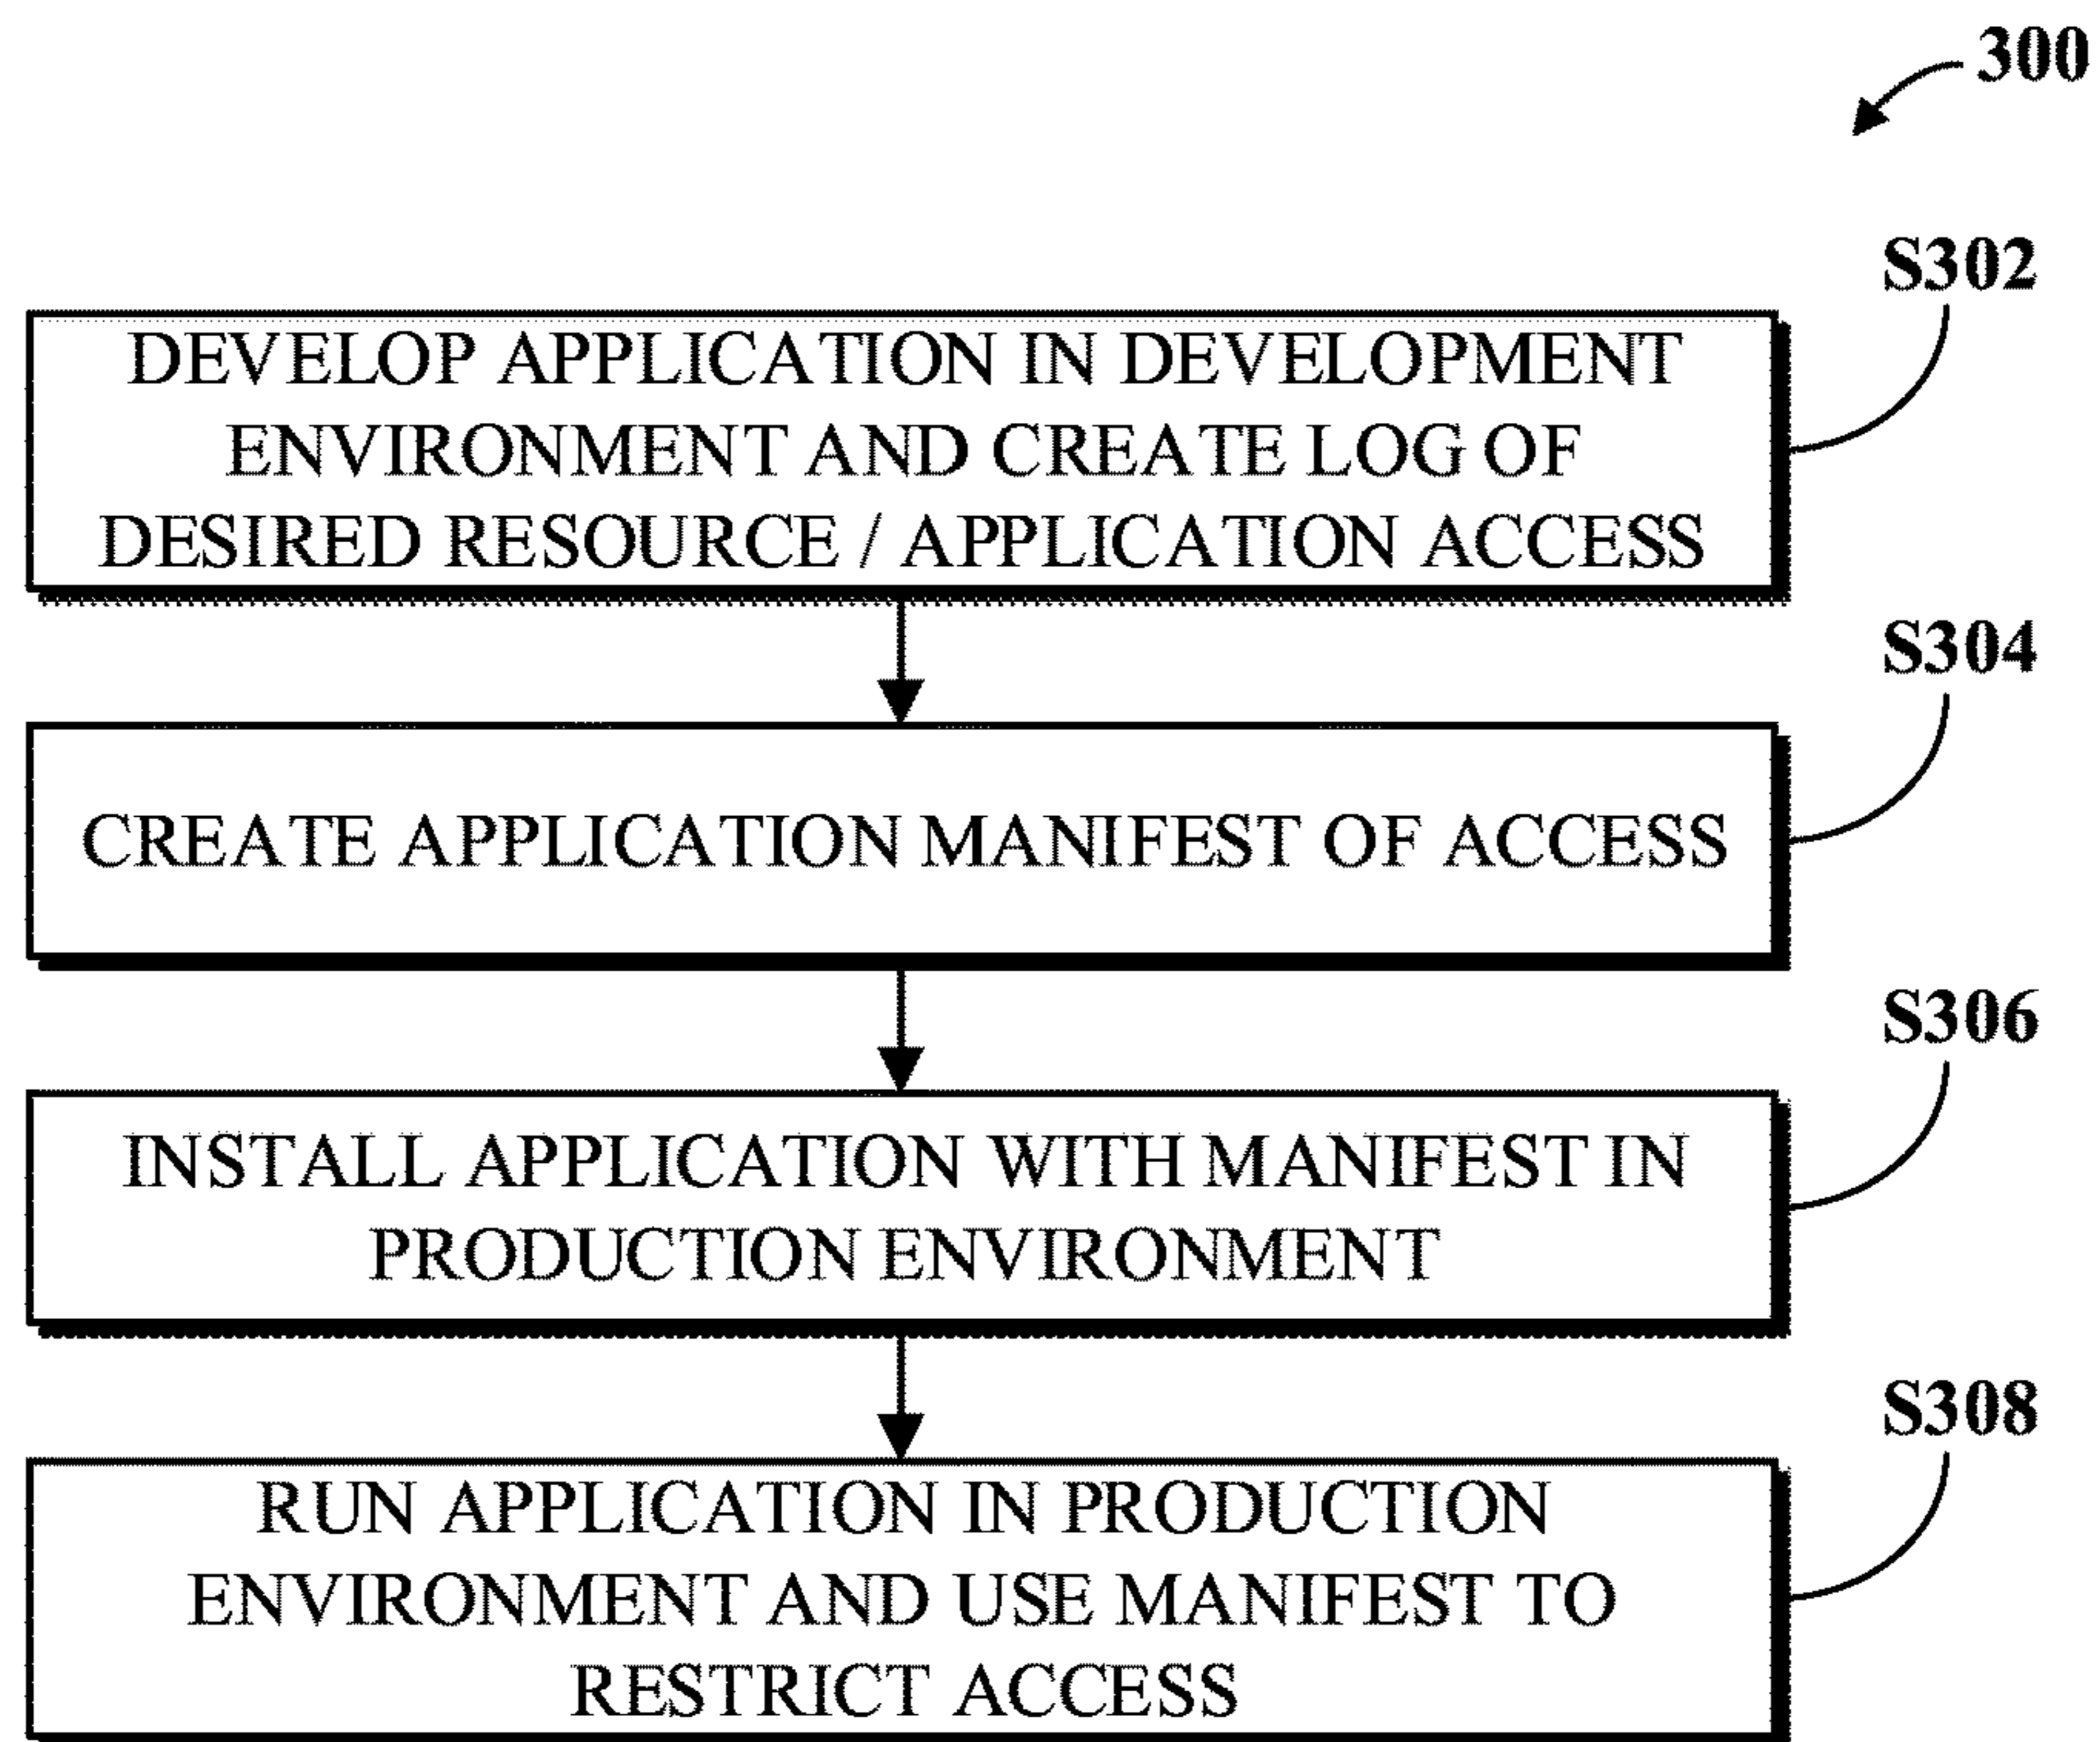 300
S302
DEVELOP APPLICATION IN DEVELOPMENT
ENVIRONMENT AND CREATE LOG OF
DESIRED RESOURCE / APPLICATION ACCESS
S304
CREATE APPLICATION MANIFEST OF ACCESS
S306
INSTALL APPLICATION WITH MANIFEST IN
PRODUCTION ENVIRONMENT
S308
RUN APPLICATION IN PRODUCTION
ENVIRONMENT AND USE MANIFEST TO
RESTRICT ACCESS